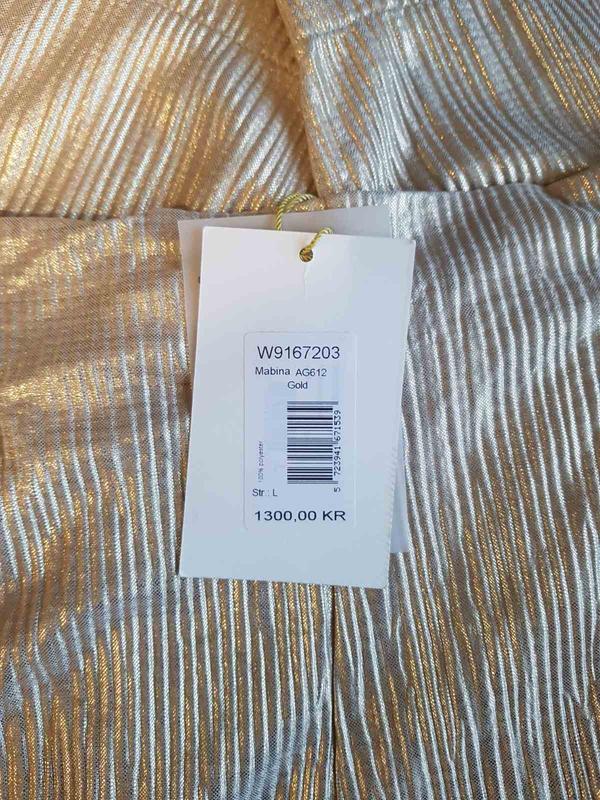 W9167203
Mabina AG612
Gold
100% polyester
5 723941 671539
Str.: L
1300,00 KR